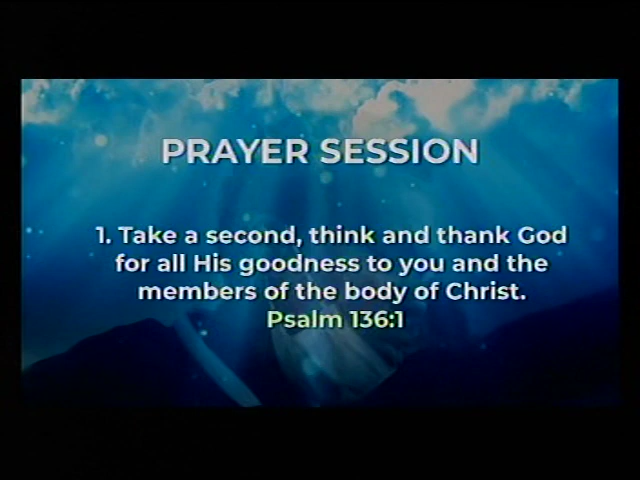 PRAYER SESSION
1. Take a second, think and thank God
for all His goodness to you and the
members of the body of Christ.
Psalm 136:1